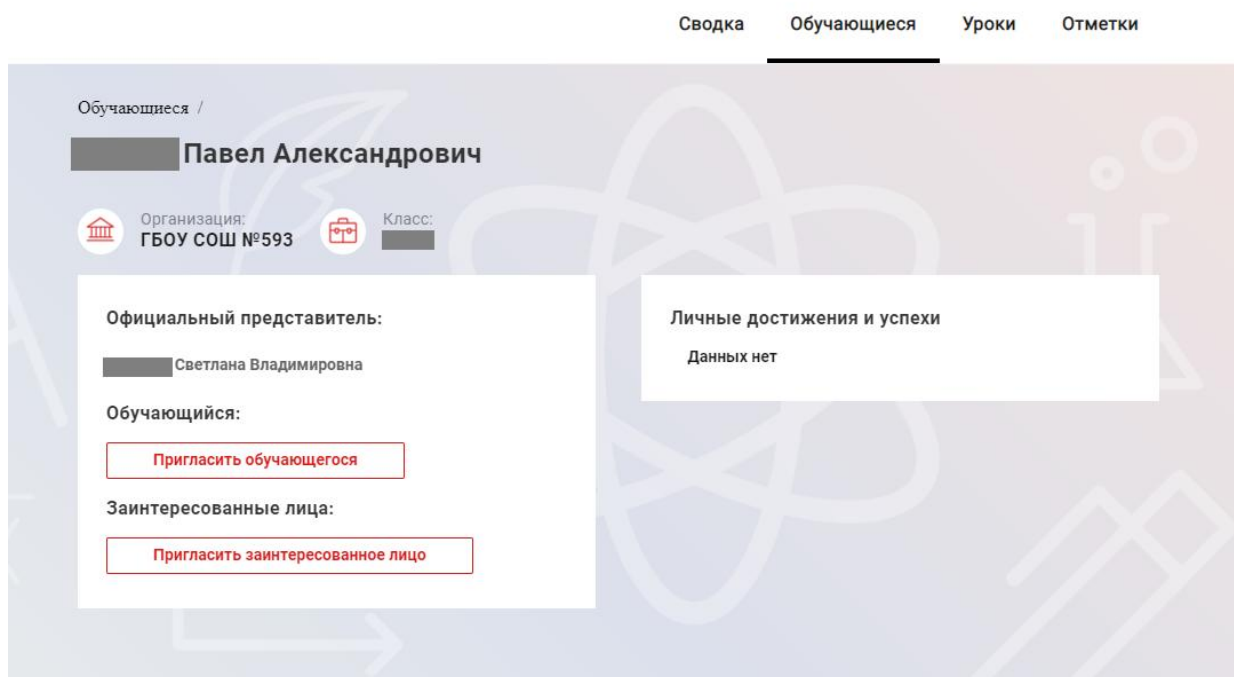 Сводка Обучающиеся Уроки Отметки
Обучающиеся /
Павел Александрович
Организация:
ГБОУ СОШ №593
Класс:
Официальный представитель:
Светлана Владимировна
Обучающийся:
Пригласить обучающегося
Заинтересованные лица:
Пригласить заинтересованное лицо
Личные достижения и успехи
Данных нет